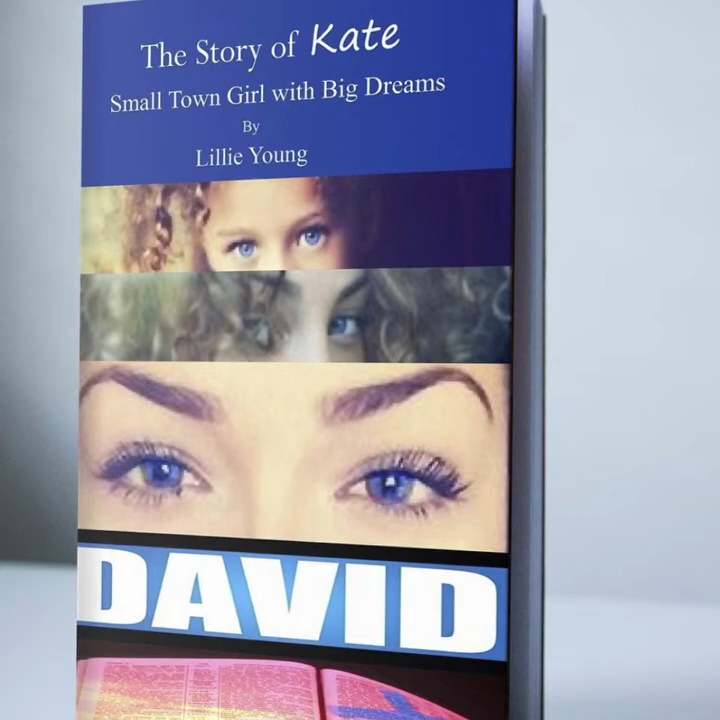 The Story of Kate
Small Town Girl with Big Dreams
By
Lillie Young
DAVID